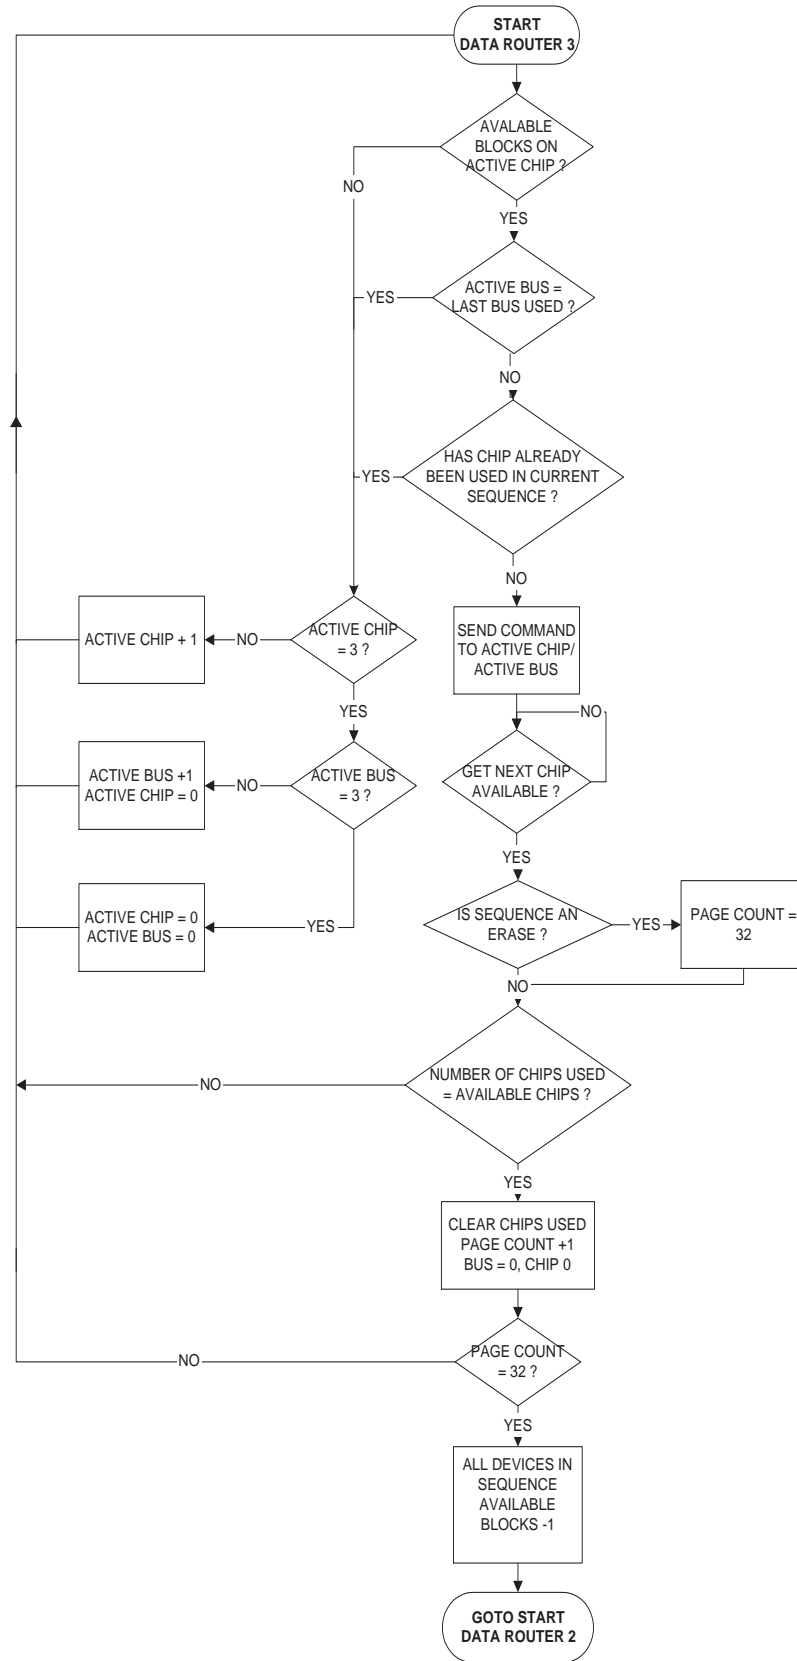 START
DATA ROUTER 3
AVALABLE
BLOCKS ON
ACTIVE CHIP ?
NO
YES
ACTIVE BUS =
LAST BUS USED ?
YES
NO
HAS CHIP ALREADY
BEEN USED IN CURRENT
SEQUENCE ?
YES
NO
ACTIVE CHIP + 1
NO
ACTIVE CHIP
= 3 ?
SEND COMMAND
TO ACTIVE CHIP/
ACTIVE BUS
YES
NO
ACTIVE BUS +1
ACTIVE CHIP = 0
NO
ACTIVE BUS
= 3 ?
GET NEXT CHIP
AVAILABLE ?
YES
ACTIVE CHIP = 0
ACTIVE BUS = 0
YES
IS SEQUENCE AN
ERASE ?
YES
PAGE COUNT =
32
NO
NUMBER OF CHIPS USED
= AVAILABLE CHIPS ?
NO
YES
CLEAR CHIPS USED
PAGE COUNT +1
BUS = 0, CHIP 0
PAGE COUNT
= 32 ?
NO
YES
ALL DEVICES IN
SEQUENCE
AVAILABLE
BLOCKS -1
GOTO START
DATA ROUTER 2